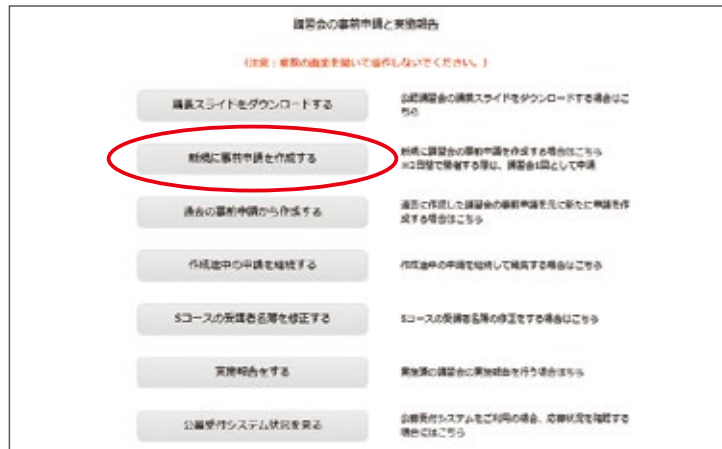 講習会の事前申請と実施報告
(注意:複数の画面を開いて操作しないでください。)
講義スライドをダウンロードする
公認講習会の講義スライドをダウンロードする場合はこ
ちら
新規に事前申請を作成する
新規に講習会の事前申請を作成する場合はこちら
※2日間で開催する際は、講習会1回として申請
過去の事前申請から作成する
過去に作成した講習会の事前申請を元に新たに申請を作
成する場合はこちら
作成途中の申請を継続する
作成途中の申請を継続して編集する場合はこちら
Sコースの受講者名簿を修正する
Sコースの受講者名簿の修正をする場合はこちら
実施報告をする
実施済の講習会の実施報告を行う場合はちら
公募受付システム状況を見る
公募受付システムをご利用の場合、応募状況を確認する
場合にはこちら